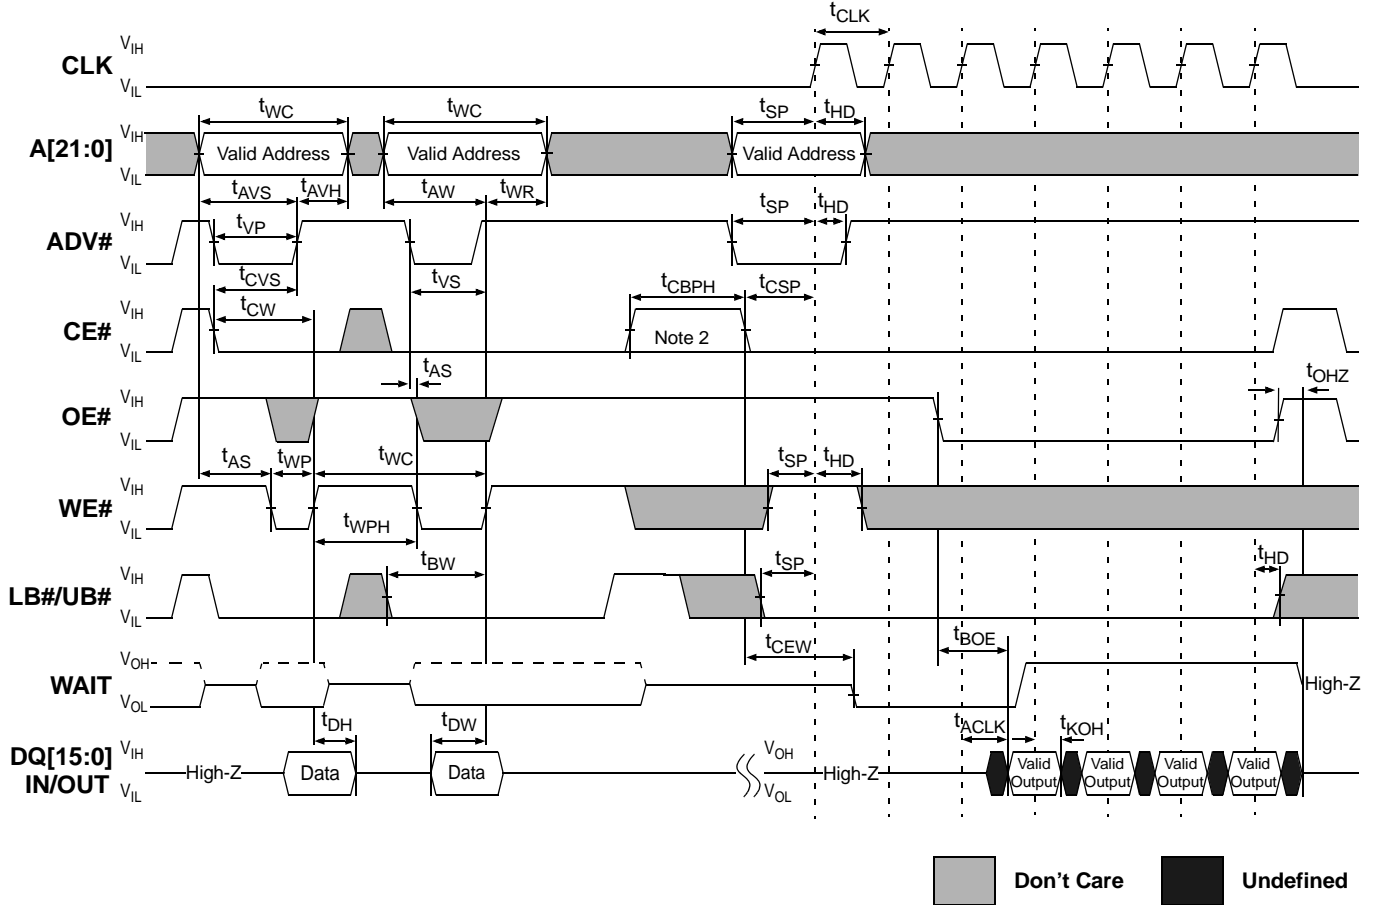 tCLK
CLK VIH
VIL
tWC tWC tSP tHD
A[21:0] VIH
VIL
Valid Address Valid Address Valid Address
tAVS tAVH tAW tWR
ADV# VIH
VIL
tVP tSP tHD
tCVS tVS
CE# VIH
VIL
tCW tCBPH tCSP
Note 2
tAS
OE# VIH
VIL
tOHZ
tAS tWP tWC tSP tHD
WE# VIH
VIL
tWPH
LB#/UB# VIH
VIL
tBW tSP tHD
WAIT VOH
VOL
tCEW tBOE High-Z
tDH tDW tACLK tKOH
DQ[15:0]
IN/OUT
VIH
VIL
High-Z Data Data VOH
VOL
High-Z
Valid Output Valid Output Valid Output Valid Output
Don't Care Undefined